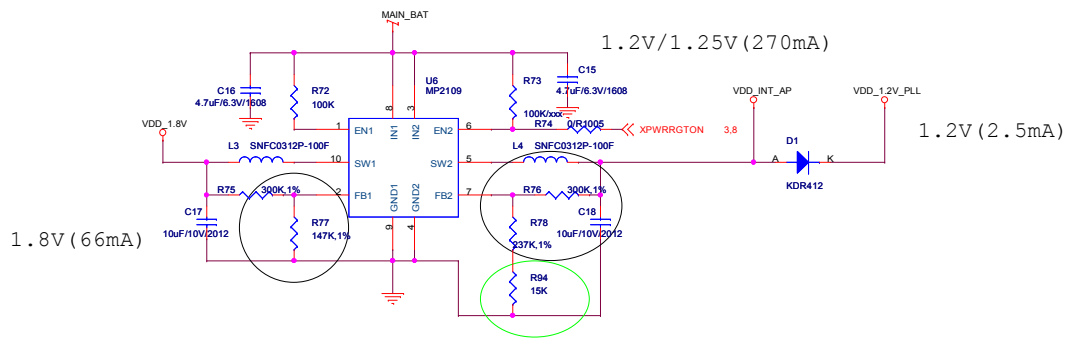 MAIN_BAT
1.2V/1.25V(270mA)
C16
4.7uF/6.3V/1608
R72
100K
U6
MP2109
R73
100K/xxx
C15
4.7uF/6.3V/1608
8
3
IN1
IN2
VDD_INT_AP
VDD_1.2V_PLL
VDD_1.8V
1
EN1
EN2
6
R74
0/R1005
XPWRRGTON
3,8
1.2V(2.5mA)
L3
SNFC0312P-100F
10
SW1
SW2
5
L4
SNFC0312P-100F
D1
A
K
KDR412
R75
300K,1%
2
FB1
FB2
7
R76
300K,1%
GND1
GND2
C17
10uF/10V/2012
R77
147K,1%
9
4
R78
237K,1%
C18
10uF/10V/2012
1.8V(66mA)
R94
15K